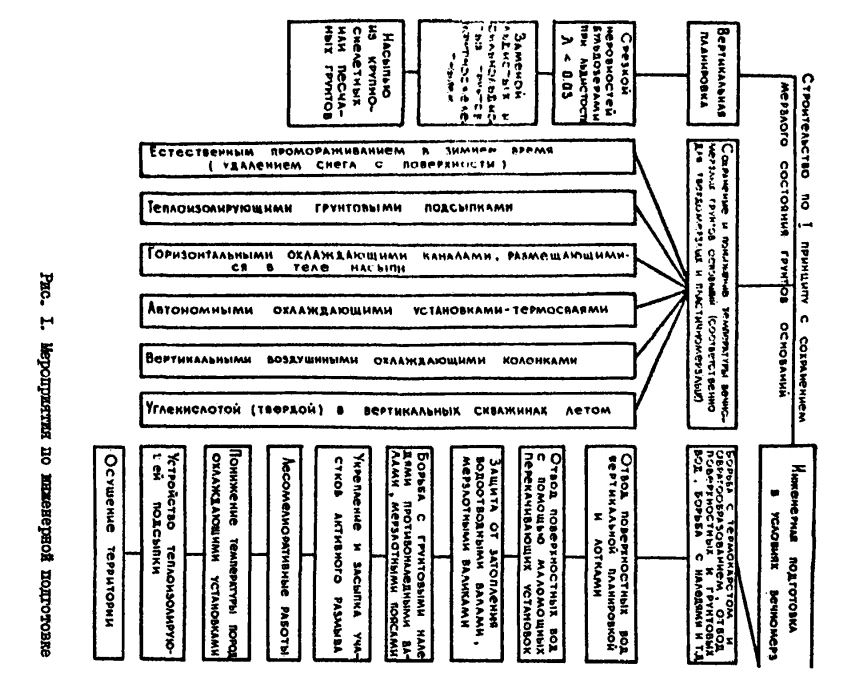 Инженерная подготовка
в условиях вечномерз
Строительство по I принципу с сохранением
мерзлого состояния грунтов оснований
Вертикальная
планировка
Срезкой
неровностей
бульдозерами
при льдистости
λ < 0.03
Заменой
льдистых и
Насыпью
из крупно-
скелетных
или песча-
ных грунтов
Сохранение и понижение температуры вечно-
мерзлых грунтов оснований (соответственно
для твердомерзлых и пластичномерзлых)
Естественным промораживанием в зимнее время
(удалением снега с поверхности)
Теплоизолирующими грунтовыми подсыпками
Горизонтальными охлаждающими каналами, размещающими-
ся в теле насыпи
Автономными охлаждающими установками-термосваями
Вертикальными воздушными охлаждающими колонками
Углекислотой (твердой) в вертикальных скважинах летом
Борьба с термокарстом и
оврагообразованием, отвод
поверхностных и грунтовых
вод, борьба с наледями и т.д
Отвод поверхностных вод
вертикальной планировкой
и лотками
Отвод поверхностных вод
с помощью маломощных
перекачивающих установок
Защита от затопления
водоотводными валами,
мерзлотными валиками
Борьба с грунтовыми нале
дями противоналедными ва-
лами, мерзлотными поясами
Укрепление и засыпка уча-
стков активного размыва
Лесомелиоративные работы
Понижение температуры пород
охлаждающими установками
Устройство теплоизолирую-
щей подсыпки
Осушение территории
Рис. I. Мероприятия по инженерной подготовке